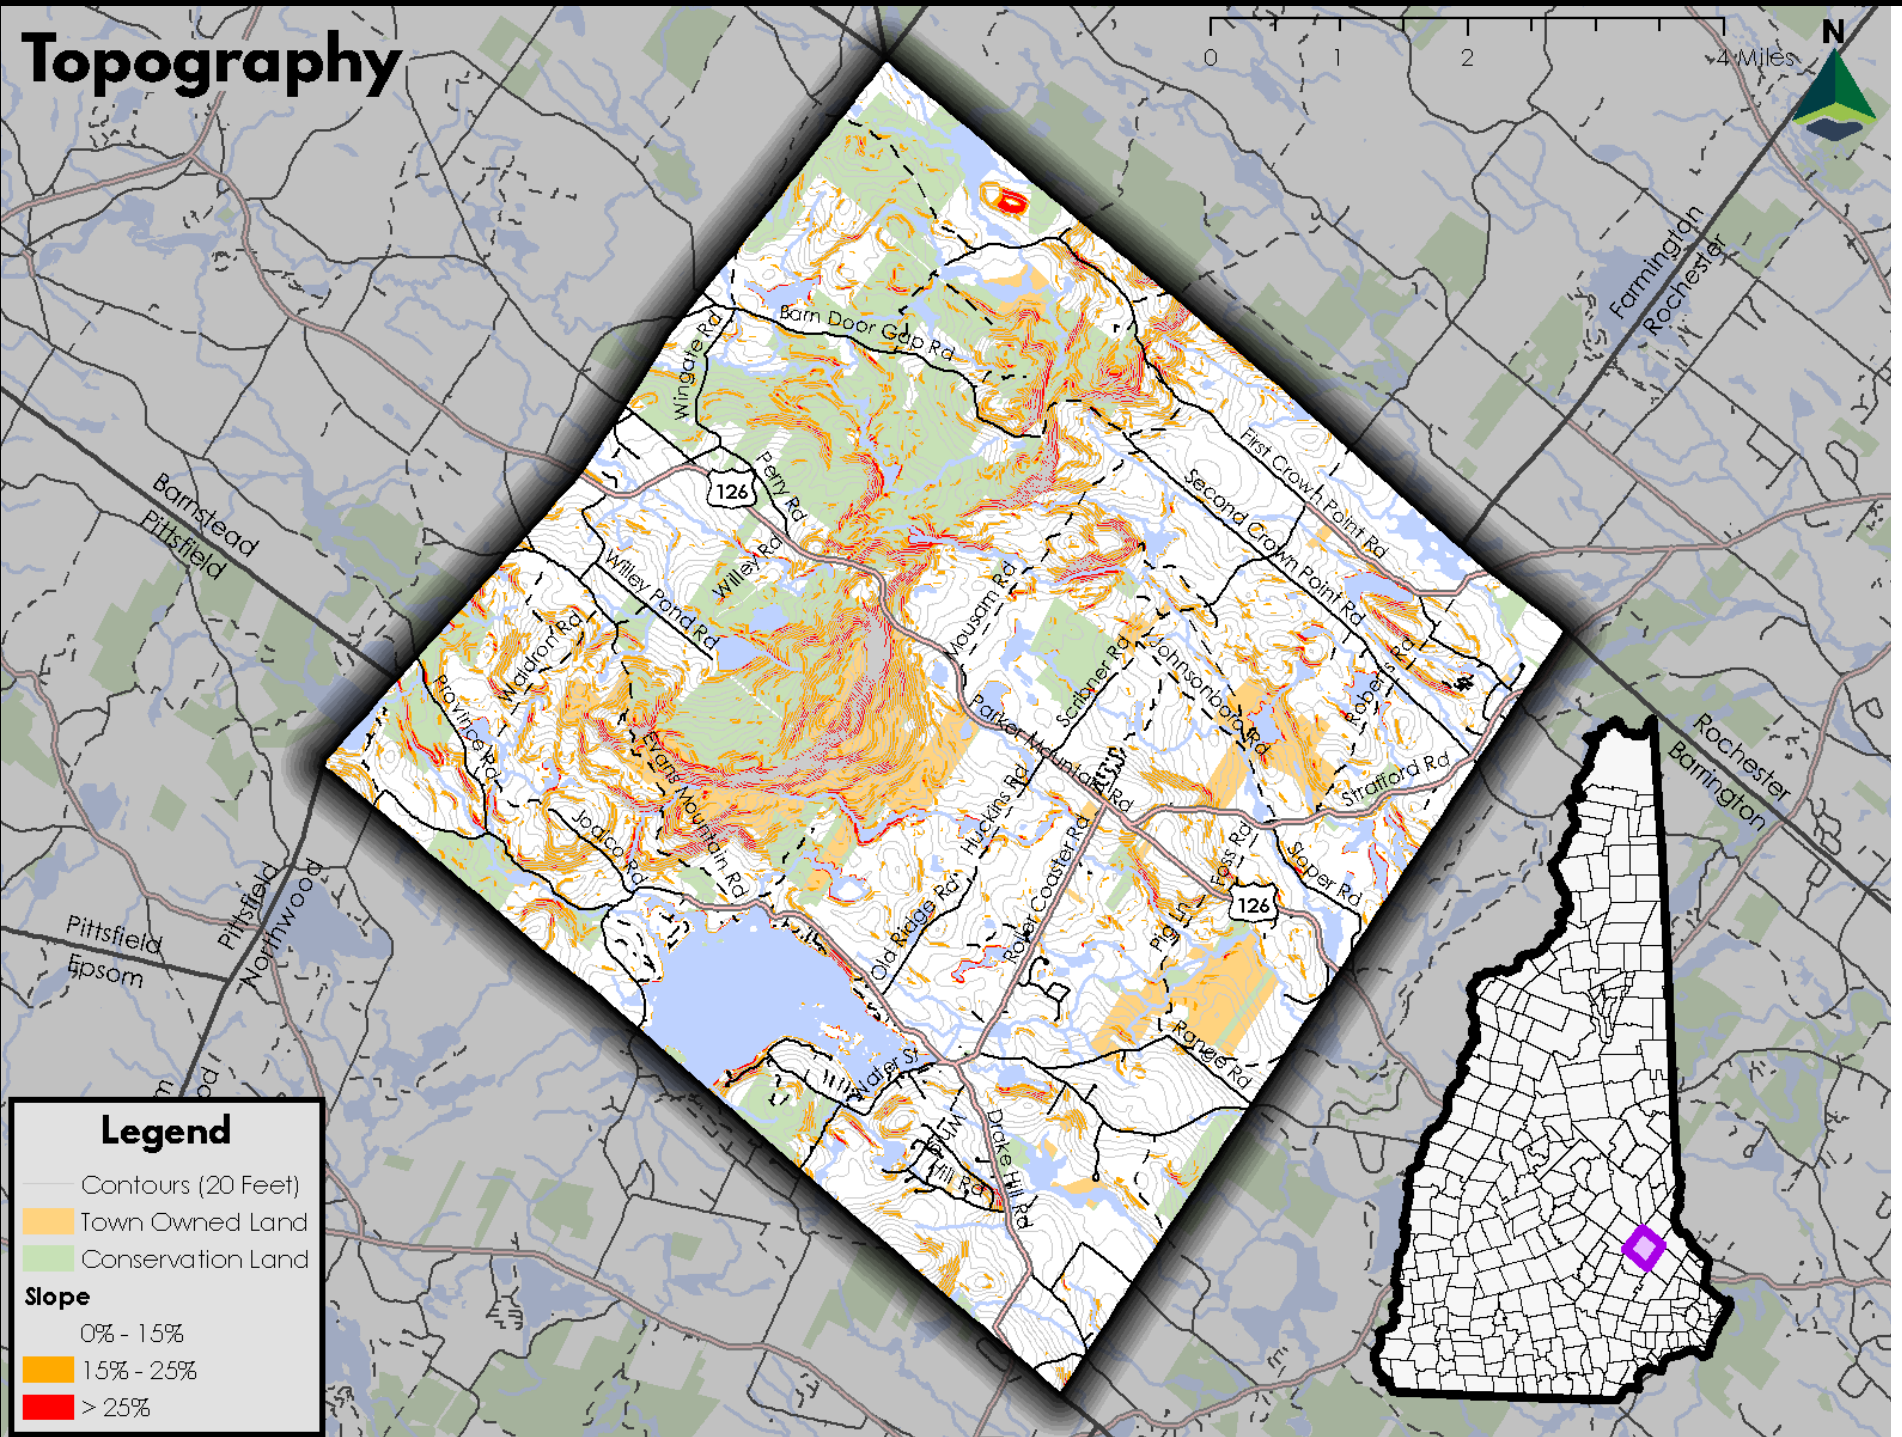 Topography
0 1 2 4 Miles
N
Farmington
Rochester
Barnstead
Pittsfield
Barn Door Gap Rd
Wingate Rd
126
Perry Rd
Willey Rd
Willey Pond Rd
First Crown Point Rd
Second Crown Point Rd
Mousam Rd
Waldron Rd
Province Rd
Scribner Rd
Johnsonboro Rd
Roberts Rd
Parker Mountain Rd
Evans Mountain Rd
Strafford Rd
Huckins Rd
Joalco Rd
Roller Coaster Rd
Foss Rd
Sloper Rd
126
Pig Ln
Old Ridge Rd
Range Rd
Water St
Drake Hill Rd
Hill Rd
Rochester
Barrington
Pittsfield
Northwood
Pittsfield
Epsom
Legend
Contours (20 Feet)
Town Owned Land
Conservation Land
Slope
0% - 15%
15% - 25%
> 25%